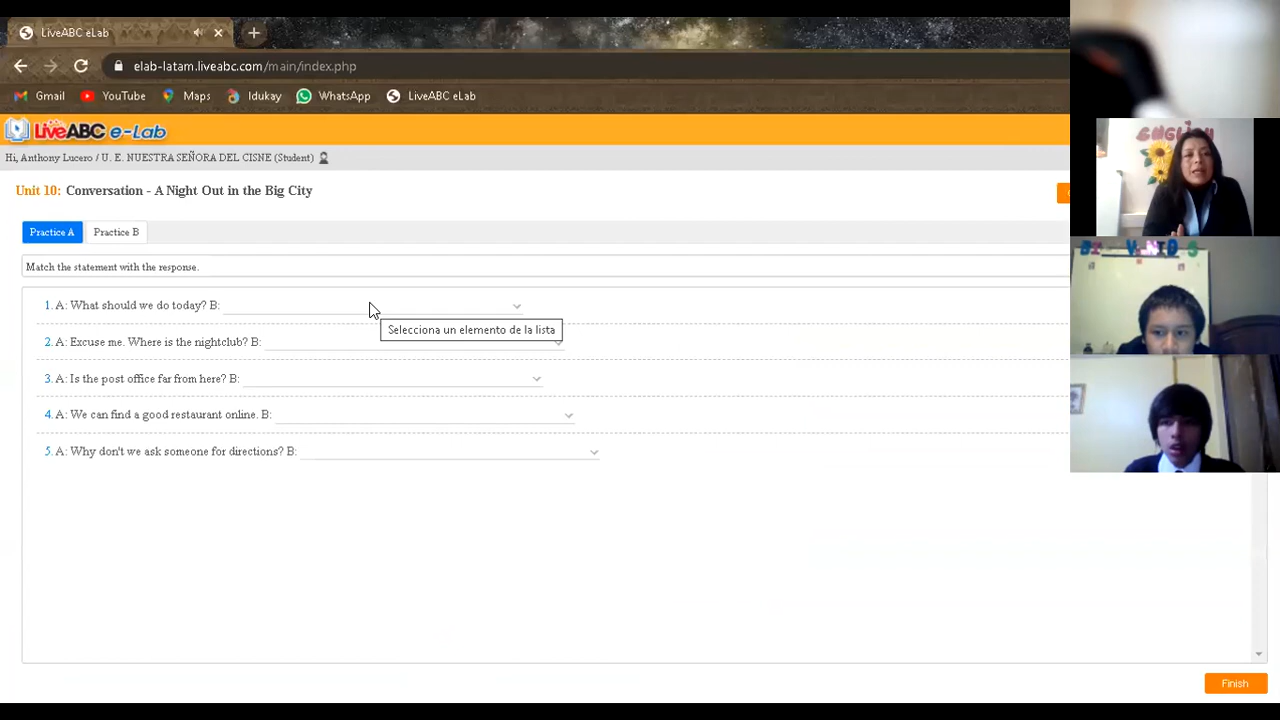 LiveABC eLab
elab-latam.liveabc.com/main/index.php
Gmail YouTube Maps Idukay WhatsApp LiveABC eLab
LiveABC e-Lab
Hi, Anthony Lucero / U. E. NUESTRA SEÑORA DEL CISNE (Student)
Unit 10: Conversation - A Night Out in the Big City
Practice A Practice B
Match the statement with the response.
1. A: What should we do today? B:
Selecciona un elemento de la lista
2. A: Excuse me. Where is the nightclub? B:
3. A: Is the post office far from here? B:
4. A: We can find a good restaurant online. B:
5. A: Why don't we ask someone for directions? B:
Finish
ENGLISH